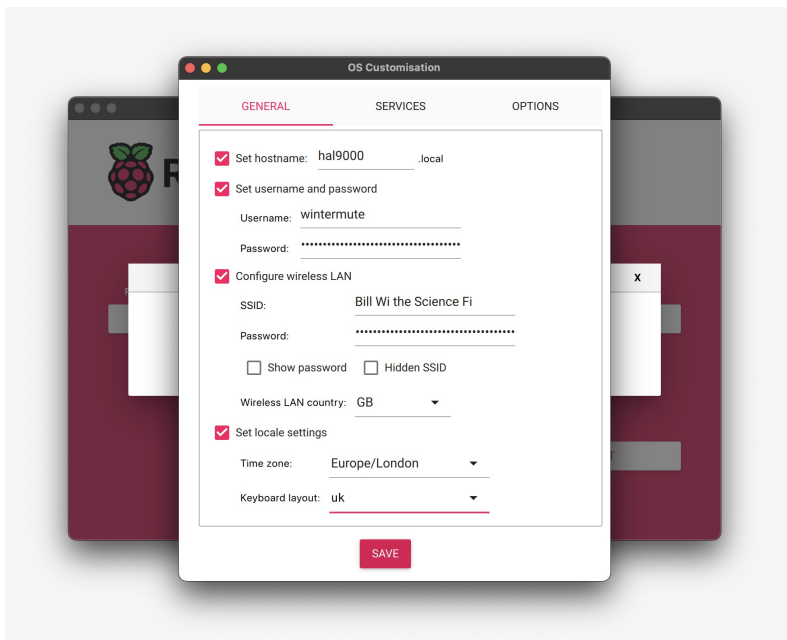 OS Customisation
GENERAL SERVICES OPTIONS
Set hostname: hal9000 .local
Set username and password
Username: wintermute
Password: •••••••••••••••••••••••••••••••••••••
Configure wireless LAN
X
SSID: Bill Wi the Science Fi
Password: •••••••••••••••••••••••••••••••••••••
Show password Hidden SSID
Wireless LAN country: GB
Set locale settings
Time zone: Europe/London
Keyboard layout: uk
SAVE